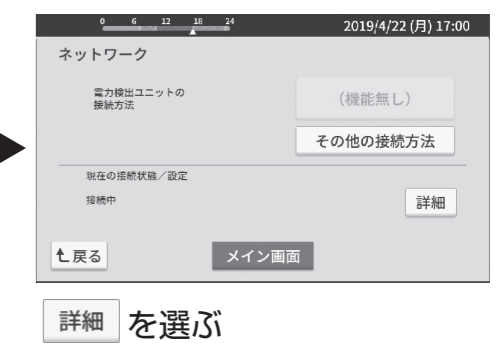 0 6 12 18 24 2019/4/22 (月) 17:00
ネットワーク
電力検出ユニットの
接続方法
(機能無し)
その他の接続方法
現在の接続状態/設定
接続中
詳細
戻る メイン画面
詳細 を選ぶ